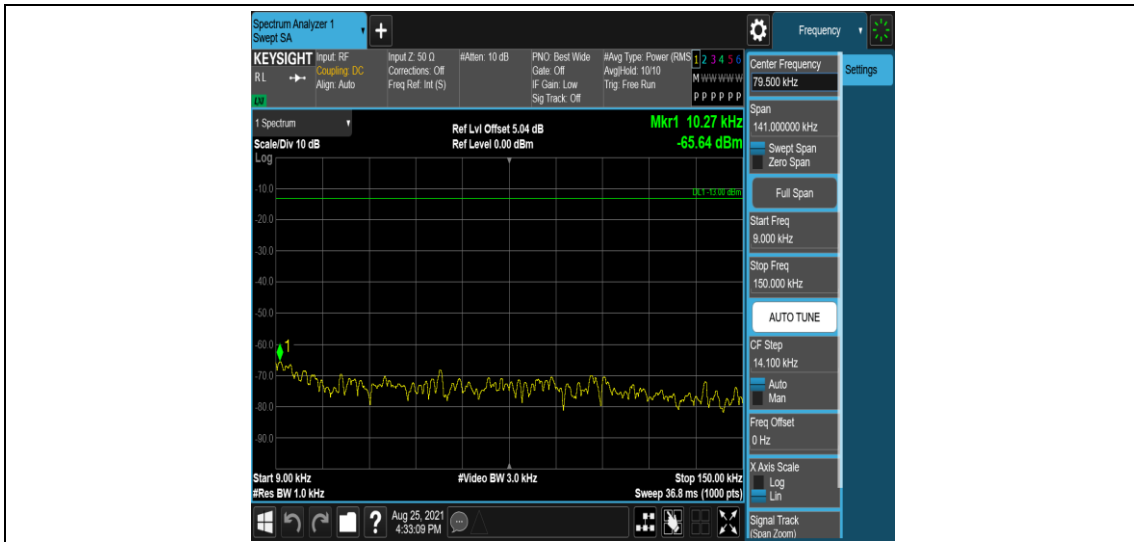 Spectrum Analyzer 1
Swept SA
+
Frequency
KEYSIGHT
RL
LXI
Input: RF
Coupling: DC
Align: Auto
Input Z: 50 Ω
Corrections: Off
Freq Ref: Int (S)
#Atten: 10 dB
PNO: Best Wide
Gate: Off
IF Gain: Low
Sig Track: Off
#Avg Type: Power (RMS
Avg|Hold: 10/10
Trig: Free Run
1 2 3 4 5 6
M W W W W W
P P P P P P
1 Spectrum
Scale/Div 10 dB
Log
Ref Lvl Offset 5.04 dB
Ref Level 0.00 dBm
Mkr1 10.27 kHz
-65.64 dBm
DL1 -13.00 dBm
-10.0
-20.0
-30.0
-40.0
-50.0
-60.0
1
-70.0
-80.0
-90.0
Start 9.00 kHz
#Res BW 1.0 kHz
#Video BW 3.0 kHz
Stop 150.00 kHz
Sweep 36.8 ms (1000 pts)
Center Frequency
79.500 kHz
Settings
Span
141.000000 kHz
Swept Span
Zero Span
Full Span
Start Freq
9.000 kHz
Stop Freq
150.000 kHz
AUTO TUNE
CF Step
14.100 kHz
Auto
Man
Freq Offset
0 Hz
X Axis Scale
Log
Lin
Signal Track
(Span Zoom)
?
Aug 25, 2021
4:33:09 PM